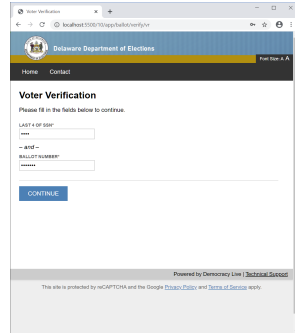 Voter Verification
localhost:5500/10/app/ballot/verify/vr
Delaware Department of Elections
Font Size: A A
Home Contact
Voter Verification
Please fill in the fields below to continue.
LAST 4 OF SSN*
••••
– and –
BALLOT NUMBER*
•••••••
CONTINUE
Powered by Democracy Live | Technical Support
This site is protected by reCAPTCHA and the Google Privacy Policy and Terms of Service apply.